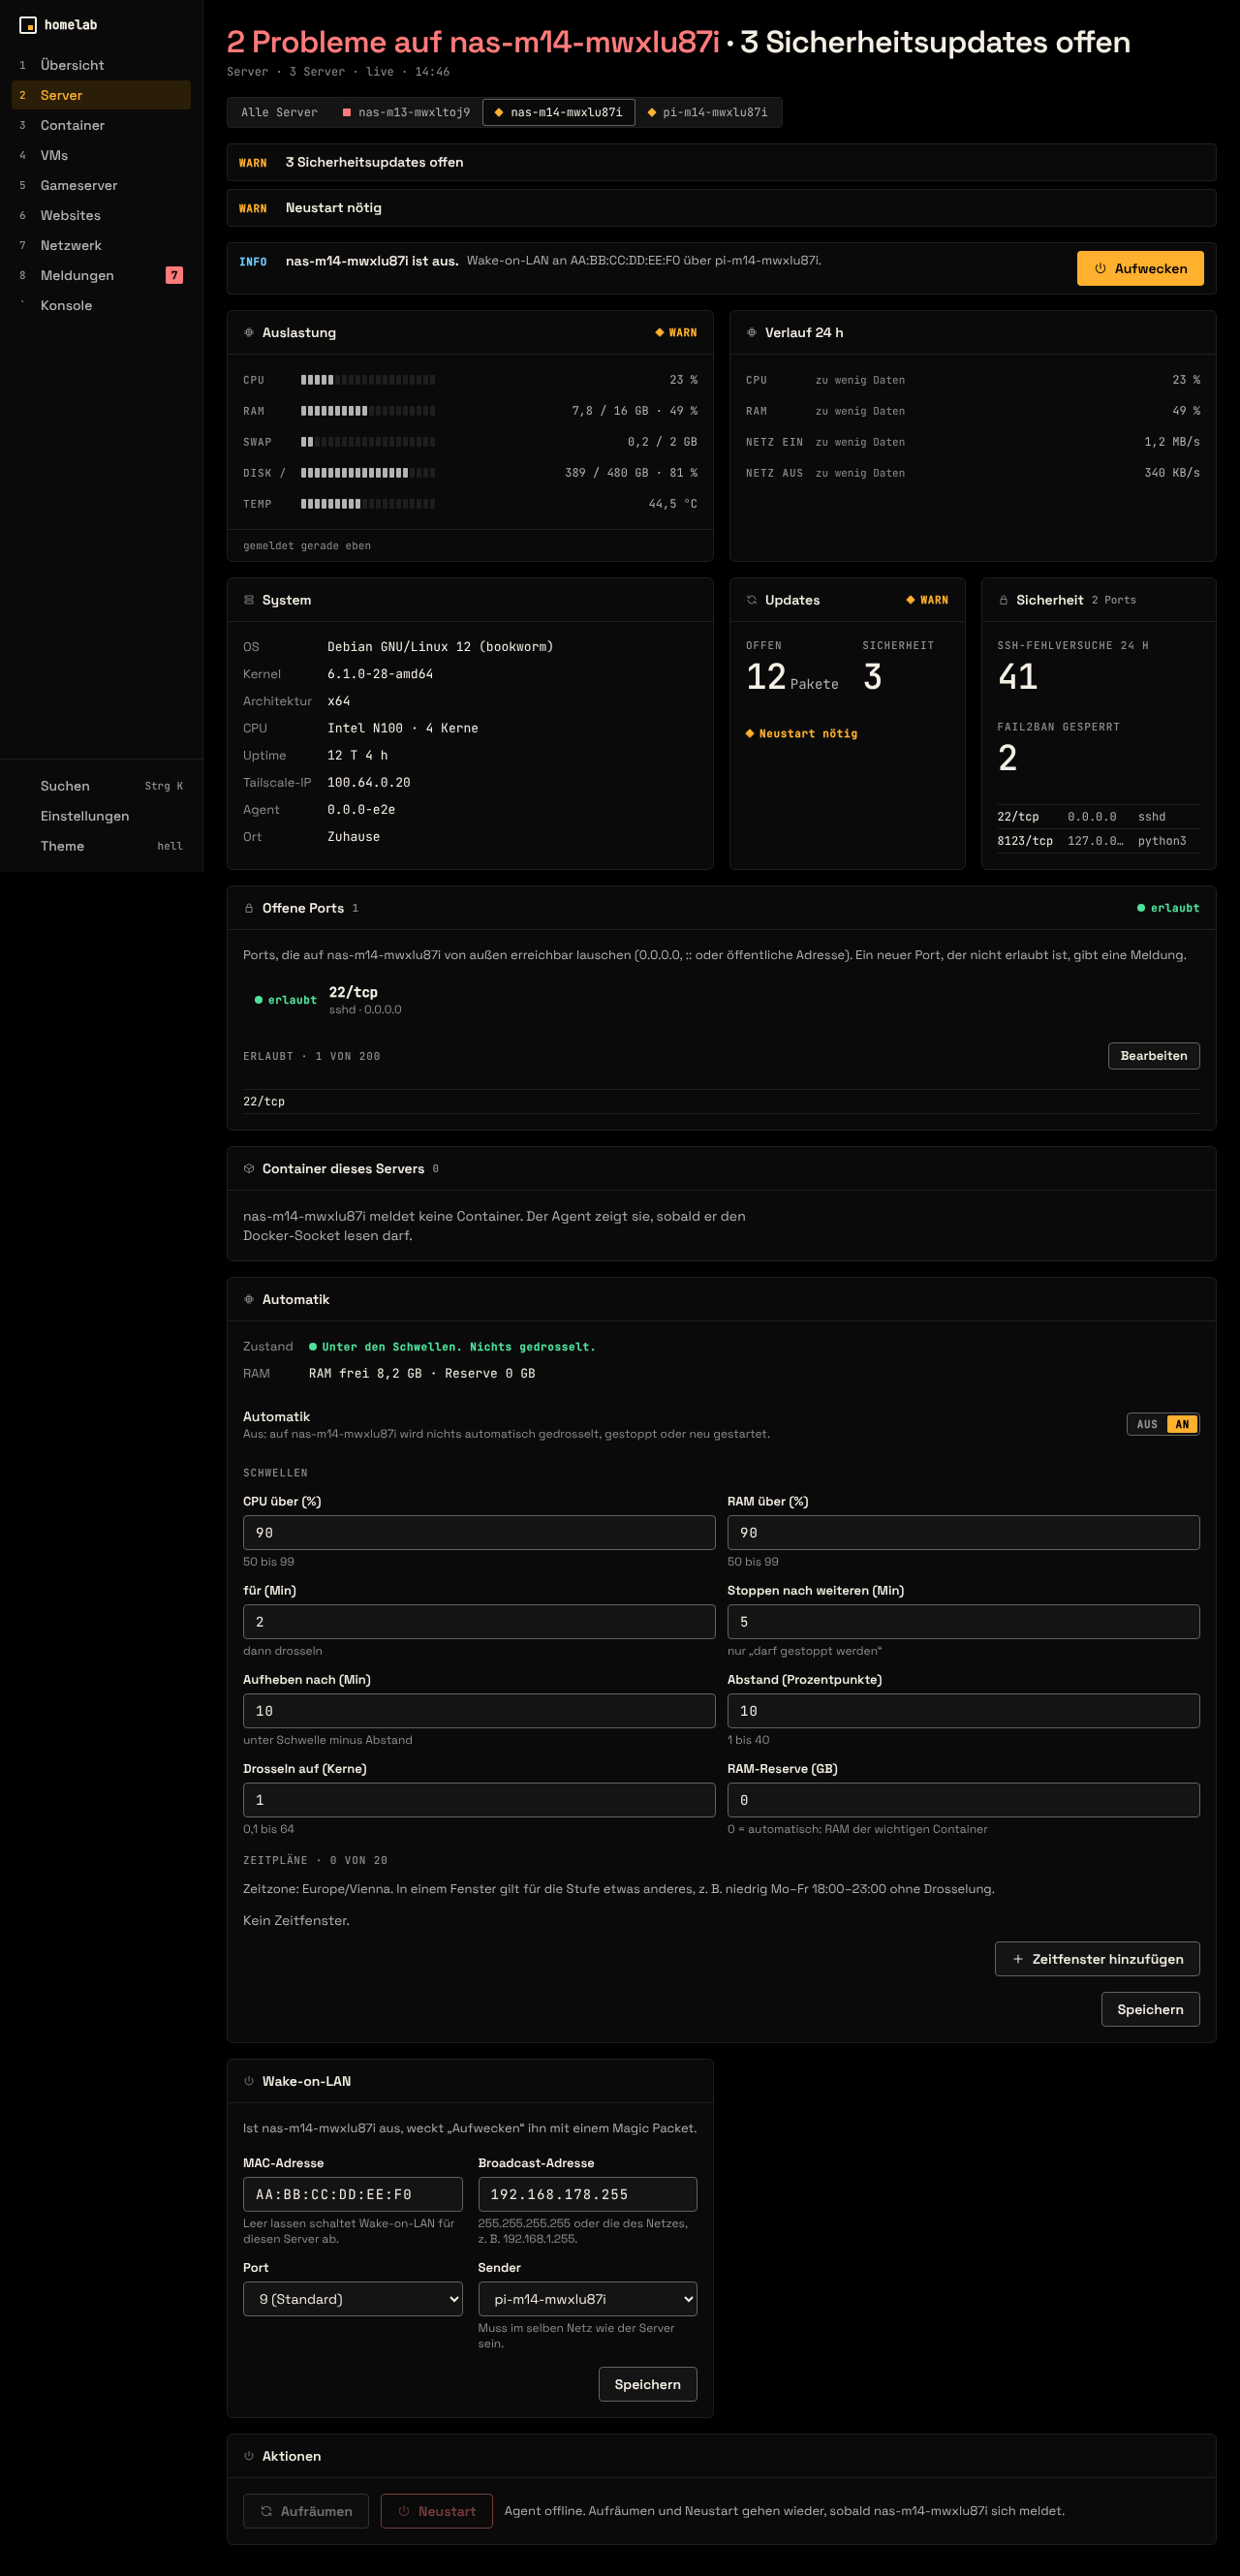 homelab
1 Übersicht
2 Server
3 Container
4 VMs
5 Gameserver
6 Websites
7 Netzwerk
8 Meldungen 7
` Konsole
Suchen Strg K
Einstellungen
Theme hell
2 Probleme auf nas-m14-mwxlu87i · 3 Sicherheitsupdates offen
Server · 3 Server · live · 14:46
Alle Server nas-m13-mwxltoj9 nas-m14-mwxlu87i pi-m14-mwxlu87i
WARN 3 Sicherheitsupdates offen
WARN Neustart nötig
INFO nas-m14-mwxlu87i ist aus. Wake-on-LAN an AA:BB:CC:DD:EE:F0 über pi-m14-mwxlu87i. Aufwecken
Auslastung WARN
CPU 23 %
RAM 7,8 / 16 GB · 49 %
SWAP 0,2 / 2 GB
DISK / 389 / 480 GB · 81 %
TEMP 44,5 °C
gemeldet gerade eben
Verlauf 24 h
CPU zu wenig Daten 23 %
RAM zu wenig Daten 49 %
NETZ EIN zu wenig Daten 1,2 MB/s
NETZ AUS zu wenig Daten 340 KB/s
System
OS Debian GNU/Linux 12 (bookworm)
Kernel 6.1.0-28-amd64
Architektur x64
CPU Intel N100 · 4 Kerne
Uptime 12 T 4 h
Tailscale-IP 100.64.0.20
Agent 0.0.0-e2e
Ort Zuhause
Updates WARN
OFFEN SICHERHEIT
12 Pakete 3
Neustart nötig
Sicherheit 2 Ports
SSH-FEHLVERSUCHE 24 H
41
FAIL2BAN GESPERRT
2
22/tcp 0.0.0.0 sshd
8123/tcp 127.0.0… python3
Offene Ports 1 erlaubt
Ports, die auf nas-m14-mwxlu87i von außen erreichbar lauschen (0.0.0.0, :: oder öffentliche Adresse). Ein neuer Port, der nicht erlaubt ist, gibt eine Meldung.
erlaubt 22/tcp
sshd · 0.0.0.0
ERLAUBT · 1 VON 200 Bearbeiten
22/tcp
Container dieses Servers 0
nas-m14-mwxlu87i meldet keine Container. Der Agent zeigt sie, sobald er den
Docker-Socket lesen darf.
Automatik
Zustand Unter den Schwellen. Nichts gedrosselt.
RAM RAM frei 8,2 GB · Reserve 0 GB
Automatik AUS AN
Aus: auf nas-m14-mwxlu87i wird nichts automatisch gedrosselt, gestoppt oder neu gestartet.
SCHWELLEN
CPU über (%) RAM über (%)
90 90
50 bis 99 50 bis 99
für (Min) Stoppen nach weiteren (Min)
2 5
dann drosseln nur „darf gestoppt werden“
Aufheben nach (Min) Abstand (Prozentpunkte)
10 10
unter Schwelle minus Abstand 1 bis 40
Drosseln auf (Kerne) RAM-Reserve (GB)
1 0
0,1 bis 64 0 = automatisch: RAM der wichtigen Container
ZEITPLÄNE · 0 VON 20
Zeitzone: Europe/Vienna. In einem Fenster gilt für die Stufe etwas anderes, z. B. niedrig Mo–Fr 18:00–23:00 ohne Drosselung.
Kein Zeitfenster.
Zeitfenster hinzufügen
Speichern
Wake-on-LAN
Ist nas-m14-mwxlu87i aus, weckt „Aufwecken“ ihn mit einem Magic Packet.
MAC-Adresse Broadcast-Adresse
AA:BB:CC:DD:EE:F0 192.168.178.255
Leer lassen schaltet Wake-on-LAN für 255.255.255.255 oder die des Netzes,
diesen Server ab. z. B. 192.168.1.255.
Port Sender
9 (Standard) pi-m14-mwxlu87i
Muss im selben Netz wie der Server
sein.
Speichern
Aktionen
Aufräumen Neustart Agent offline. Aufräumen und Neustart gehen wieder, sobald nas-m14-mwxlu87i sich meldet.